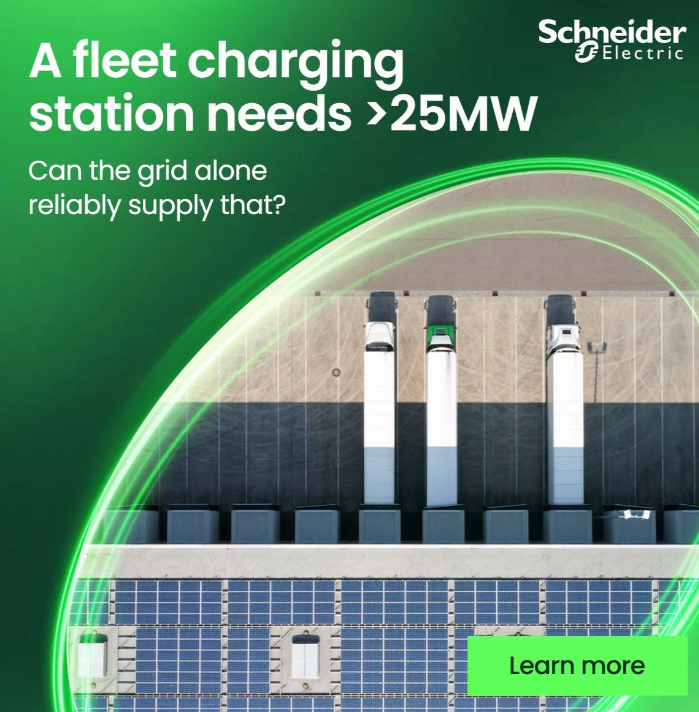 Schneider
Electric
A fleet charging
station needs >25MW
Can the grid alone
reliably supply that?
Learn more